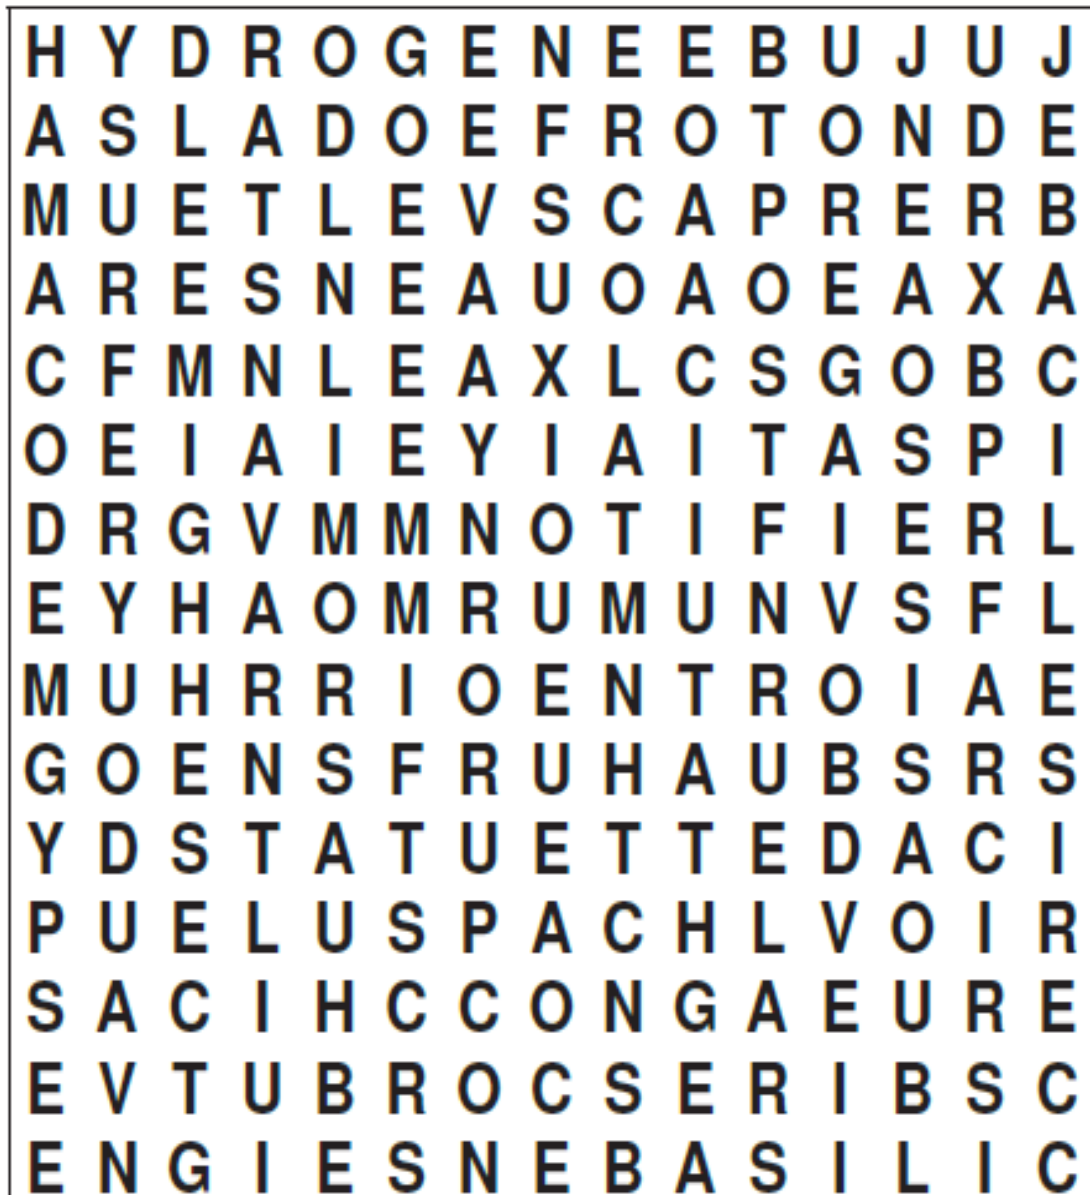 H Y D R O G E N E E B U J U J
A S L A D O E F R O T O N D E
M U E T L E V S C A P R E R B
A R E S N E A U O A O E A X A
C F M N L E A X L C S G O B C
O E I A I E Y I A I T A S P I
D R G V M M N O T I F I E R L
E Y H A O M R U M U N V S F L
M U H R R I O E N T R O I A E
G O E N S F R U H A U B S R S
Y D S T A T U E T T E D A C I
P U E L U S P A C H L V O I R
S A C I H C C O N G A E U R E
E V T U B R O C S E R I B S C
E N G I E S N E B A S I L I C